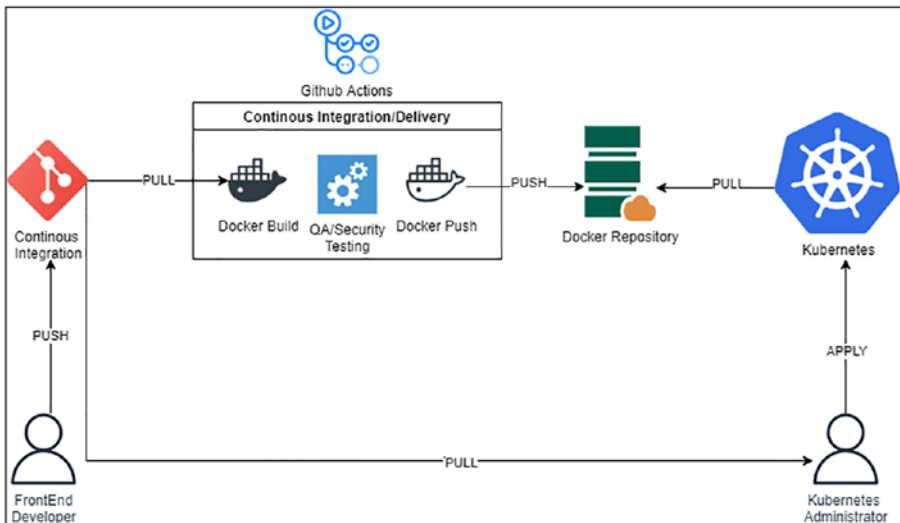 Github Actions
Continous Integration/Delivery
PULL
Docker Build
QA/Security
Testing
Docker Push
PUSH
Docker Repository
PULL
Kubernetes
Continous
Integration
PUSH
APPLY
PULL
FrontEnd
Developer
Kubernetes
Administrator